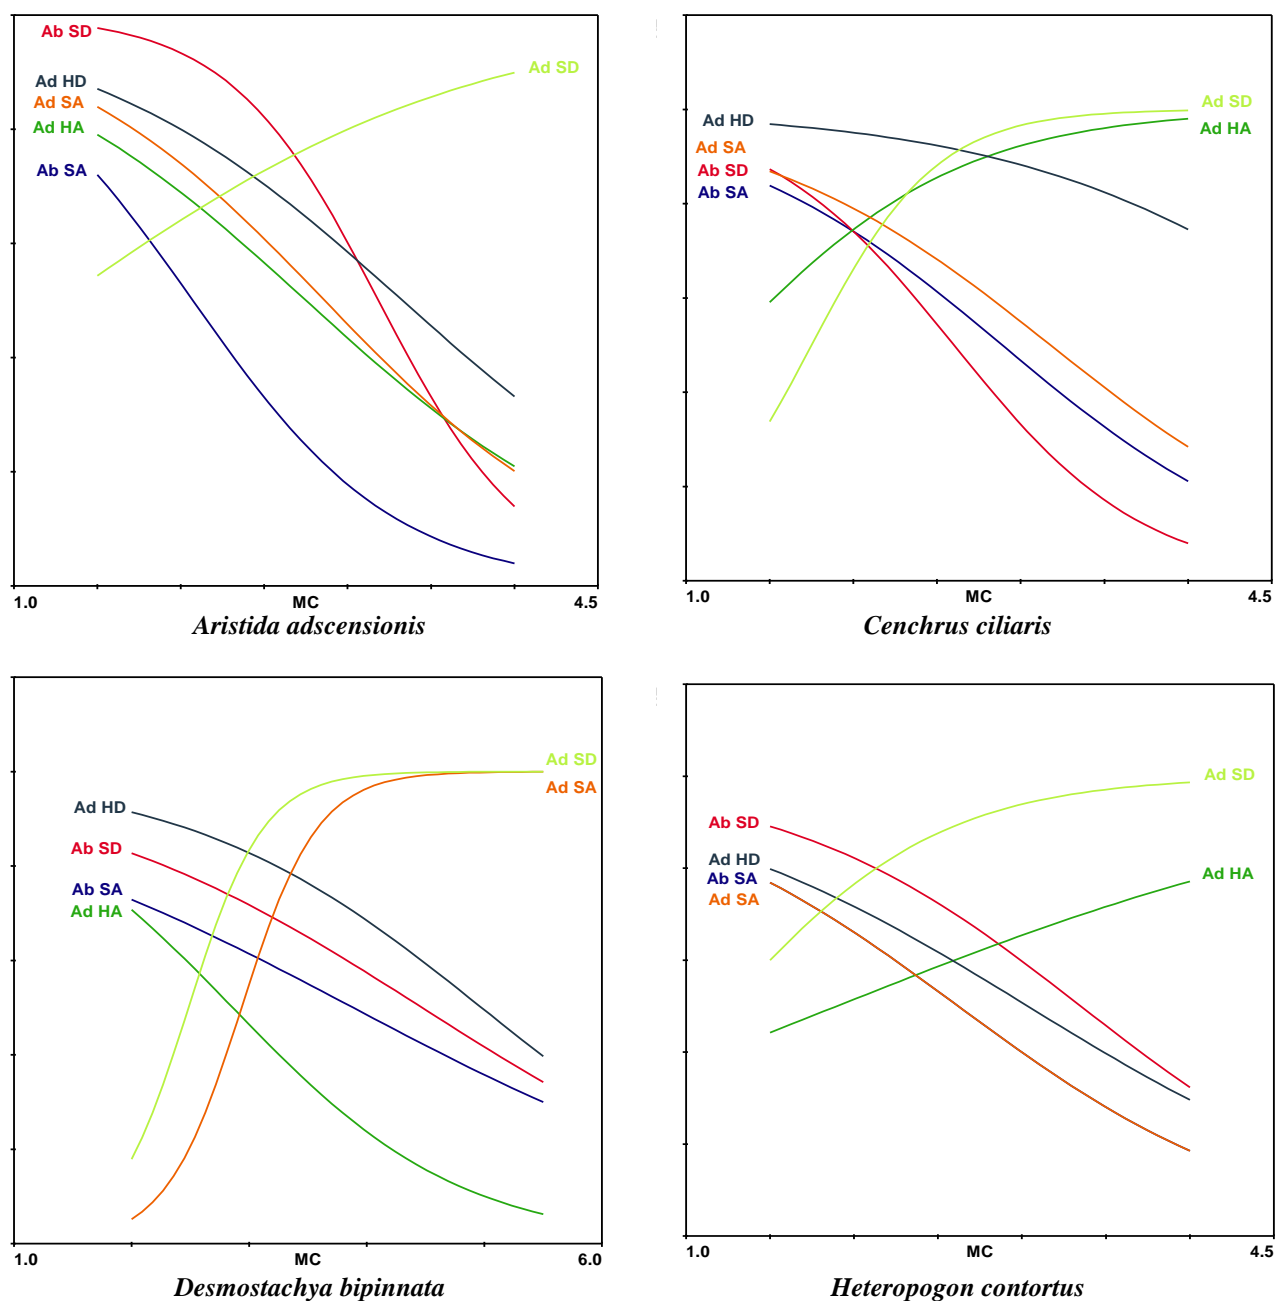 Ab SD
Ad HD
Ad SA
Ad HA
Ab SA
Ad SD
1.0
MC
4.5
Aristida adscensionis
Ad HD
Ad SA
Ab SD
Ab SA
Ad SD
Ad HA
1.0
MC
4.5
Cenchrus ciliaris
Ad HD
Ab SD
Ab SA
Ad HA
Ad SD
Ad SA
1.0
MC
6.0
Desmostachya bipinnata
Ab SD
Ad HD
Ab SA
Ad SA
Ad SD
Ad HA
1.0
MC
4.5
Heteropogon contortus